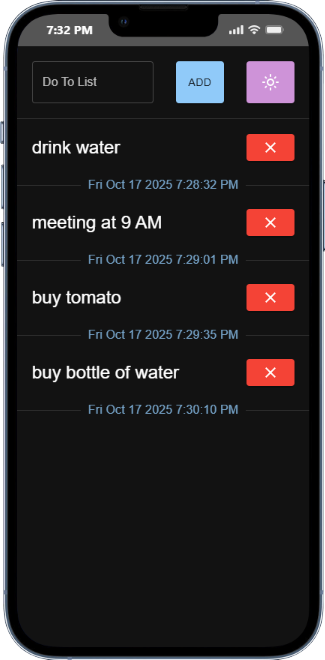 7:32 PM
Do To List
ADD
drink water
Fri Oct 17 2025 7:28:32 PM
meeting at 9 AM
Fri Oct 17 2025 7:29:01 PM
buy tomato
Fri Oct 17 2025 7:29:35 PM
buy bottle of water
Fri Oct 17 2025 7:30:10 PM